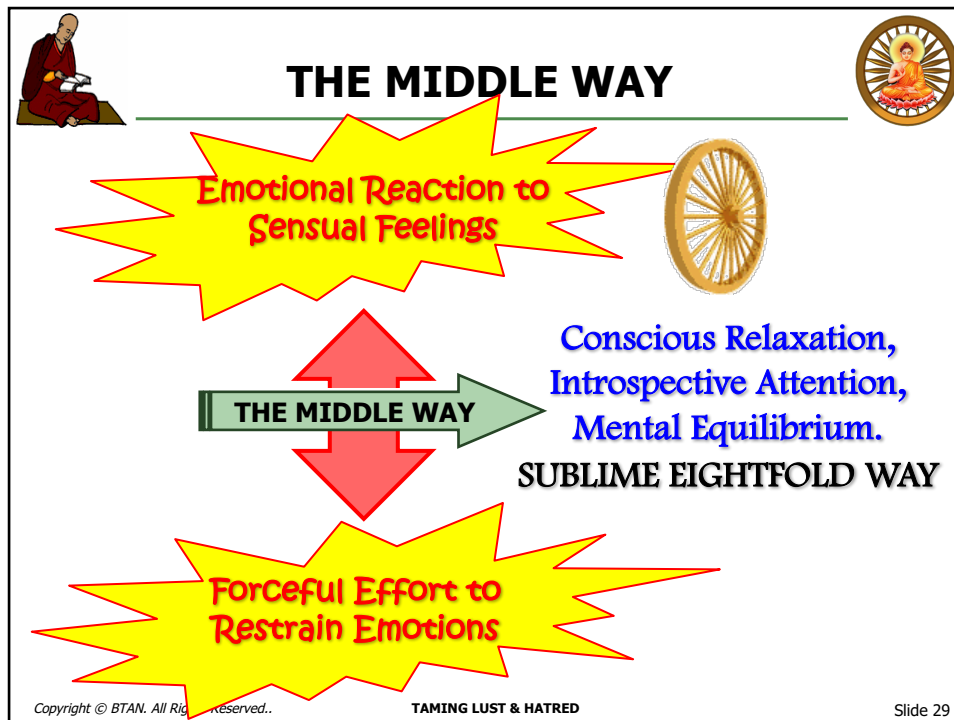 THE MIDDLE WAY
Emotional Reaction to
Sensual Feelings
Conscious Relaxation,
Introspective Attention,
Mental Equilibrium.
SUBLIME EIGHTFOLD WAY
THE MIDDLE WAY
Forceful Effort to
Restrain Emotions
Copyright © BTAN. All Rig Reserved..
TAMING LUST & HATRED
Slide 29